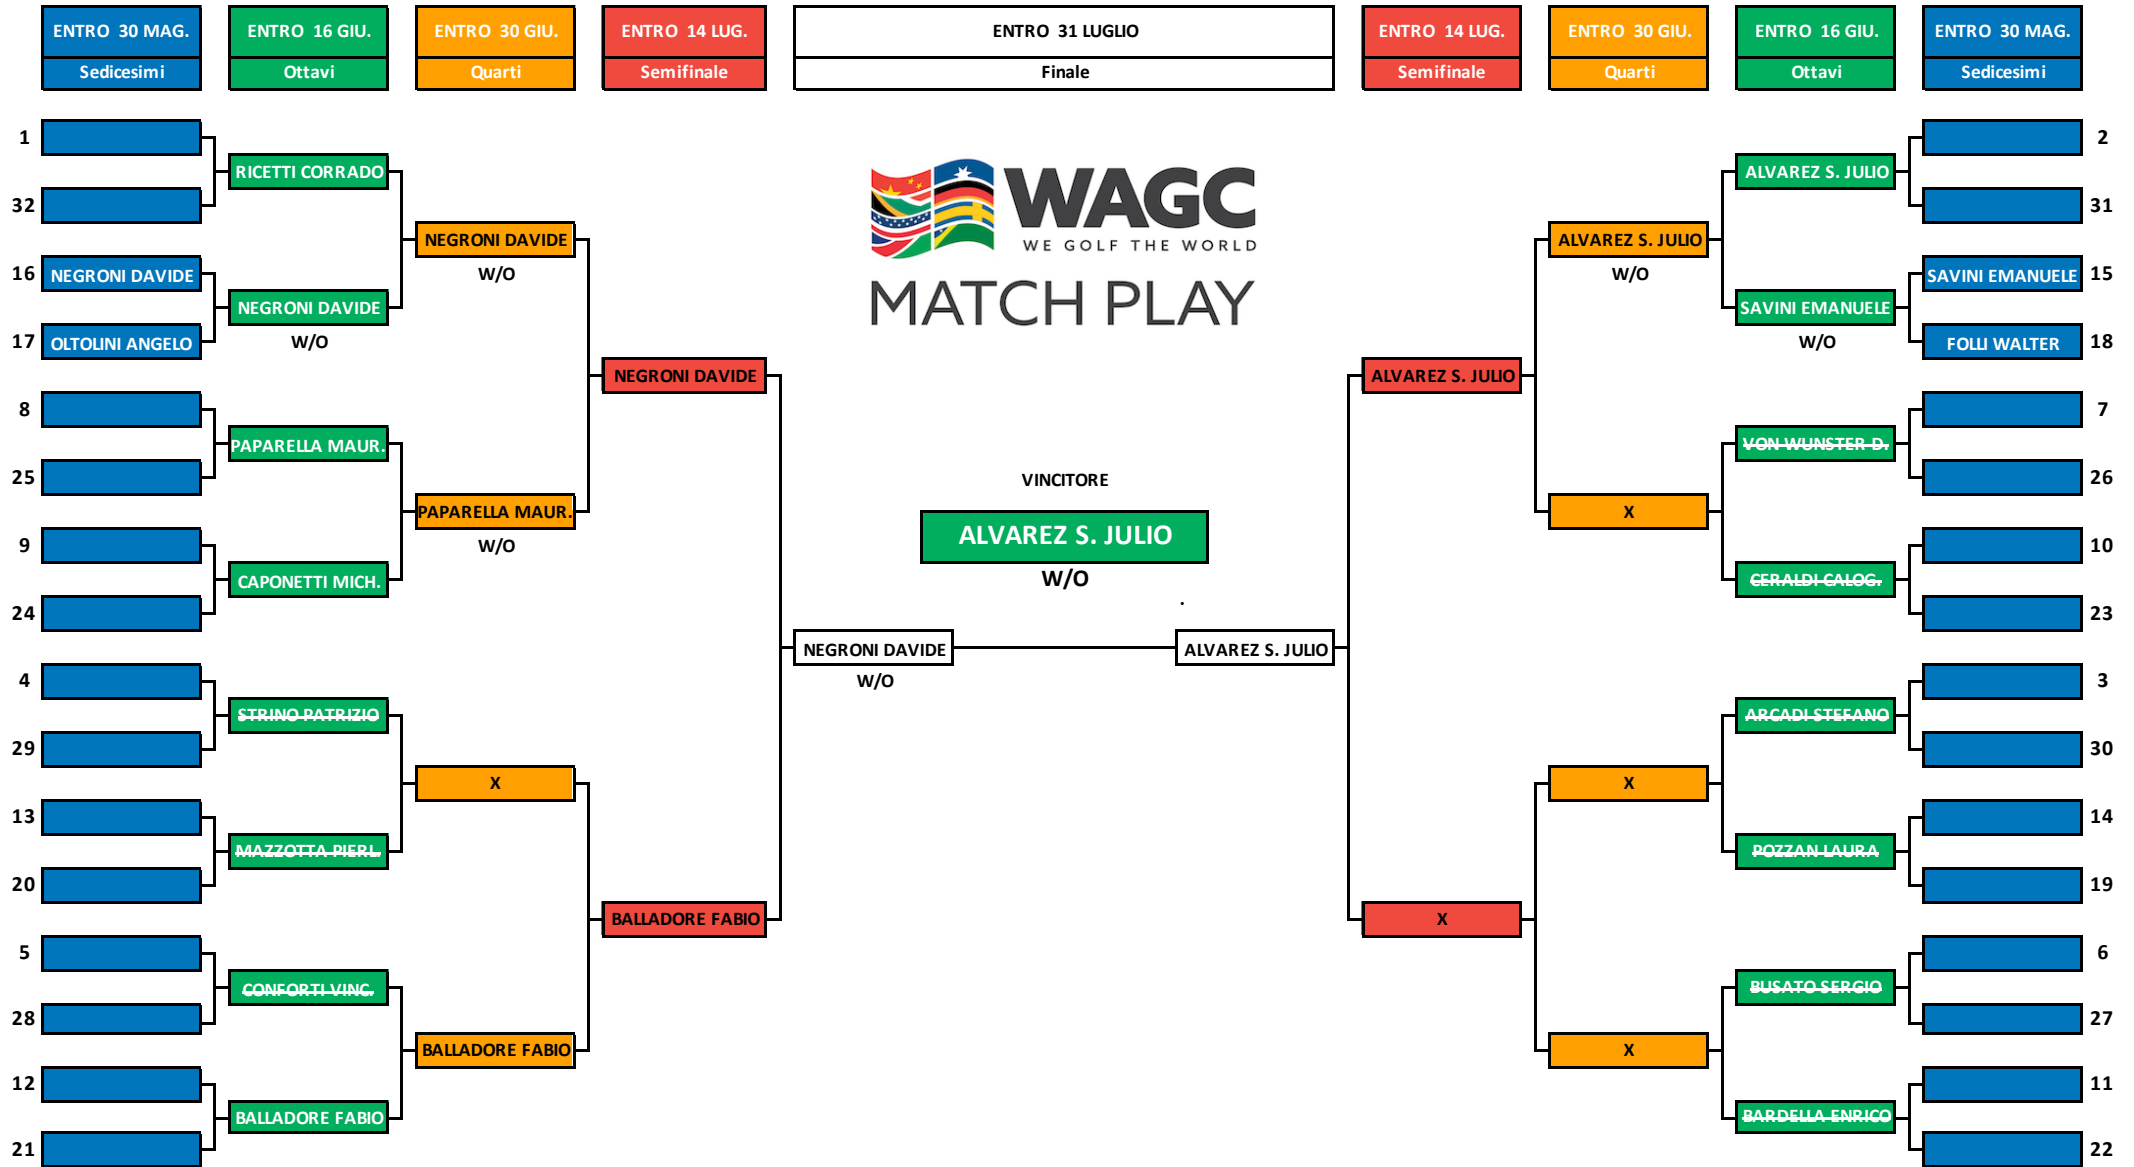 ENTRO 30 MAG. ENTRO 16 GIU. ENTRO 30 GIU. ENTRO 14 LUG. ENTRO 31 LUGLIO ENTRO 14 LUG. ENTRO 30 GIU. ENTRO 16 GIU. ENTRO 30 MAG.
Sedicesimi Ottavi Quarti Semifinale Finale Semifinale Quarti Ottavi Sedicesimi
1 2
RICETTI CORRADO ALVAREZ S. JULIO
32 31
WAGC
WE GOLF THE WORLD
NEGRONI DAVIDE ALVAREZ S. JULIO
16 NEGRONI DAVIDE W/O W/O SAVINI EMANUELE 15
MATCH PLAY
NEGRONI DAVIDE SAVINI EMANUELE
17 OLTOLINI ANGELO W/O W/O FOLLI WALTER 18
NEGRONI DAVIDE ALVAREZ S. JULIO
8 7
PAPARELLA MAUR. VON WUNSTER D.
25 VINCITORE 26
PAPARELLA MAUR. X
ALVAREZ S. JULIO
9 W/O 10
CAPONETTI MICH. W/O CERALDI CALOG.
.
24 23
NEGRONI DAVIDE ALVAREZ S. JULIO
4 W/O 3
STRINO PATRIZIO ARCADI STEFANO
29 30
X X
13 14
MAZZOTTA PIERL. POZZAN LAURA
20 19
BALLADORE FABIO X
5 6
CONFORTI VINC. BUSATO SERGIO
28 27
BALLADORE FABIO X
12 11
BALLADORE FABIO BARDELLA ENRICO
21 22